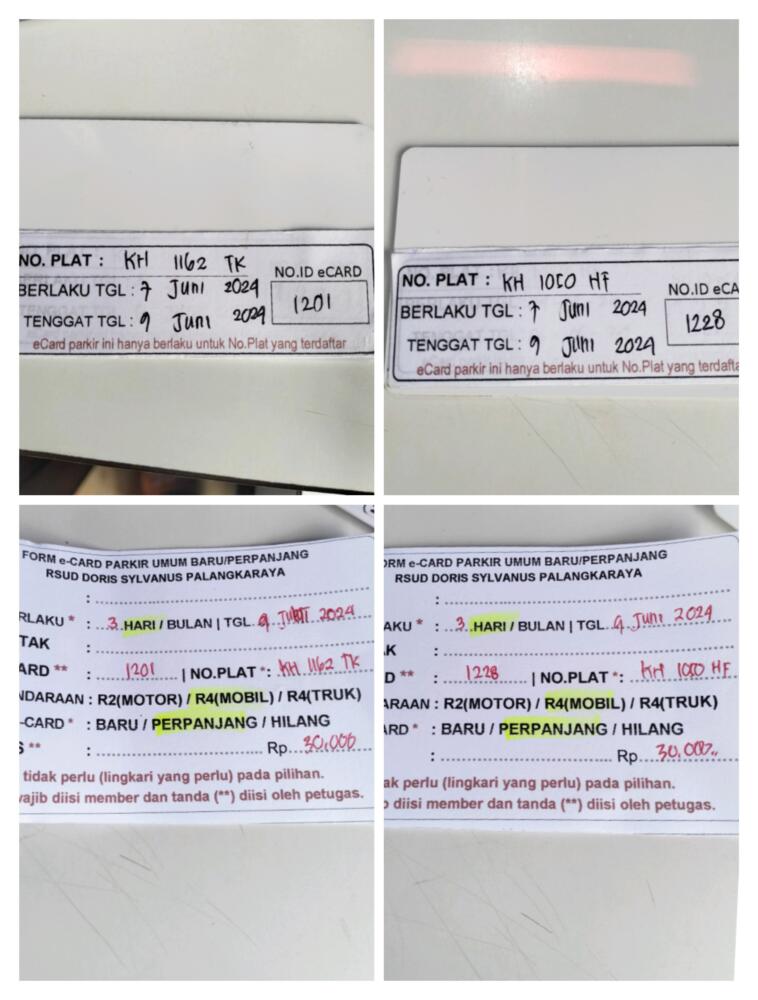 NO. PLAT : KH 1162 TK
BERLAKU TGL : 7 Juni 2024
NO.ID eCARD
1201
TENGGAT TGL : 9 Juni 2024
eCard parkir ini hanya berlaku untuk No.Plat yang terdaftar
NO. PLAT : KH 1050 HF
BERLAKU TGL : 7 Juni 2024
NO.ID eCA
1228
TENGGAT TGL : 9 Juni 2024
eCard parkir ini hanya berlaku untuk No.Plat yang terdafta
FORM e-CARD PARKIR UMUM BARU/PERPANJANG
RSUD DORIS SYLVANUS PALANGKARAYA
:
RLAKU * : 3 HARI / BULAN | TGL. 9 Juni 2024
TAK :
ARD ** : 1201 | NO.PLAT *: KH 1162 TK
NDARAAN : R2(MOTOR) / R4(MOBIL) / R4(TRUK)
-CARD * : BARU / PERPANJANG / HILANG
S ** : Rp. 30,000
tidak perlu (lingkari yang perlu) pada pilihan.
vajib diisi member dan tanda (**) diisi oleh petugas.
ORM e-CARD PARKIR UMUM BARU/PERPANJANG
RSUD DORIS SYLVANUS PALANGKARAYA
:
AKU * : 3 HARI / BULAN | TGL. 9 Juni 2024
K :
D ** : 1228 | NO.PLAT *: KH 1050 HF
ARAAN : R2(MOTOR) / R4(MOBIL) / R4(TRUK)
ARD * : BARU / PERPANJANG / HILANG
: Rp. 30,000
ak perlu (lingkari yang perlu) pada pilihan.
b diisi member dan tanda (**) diisi oleh petugas.